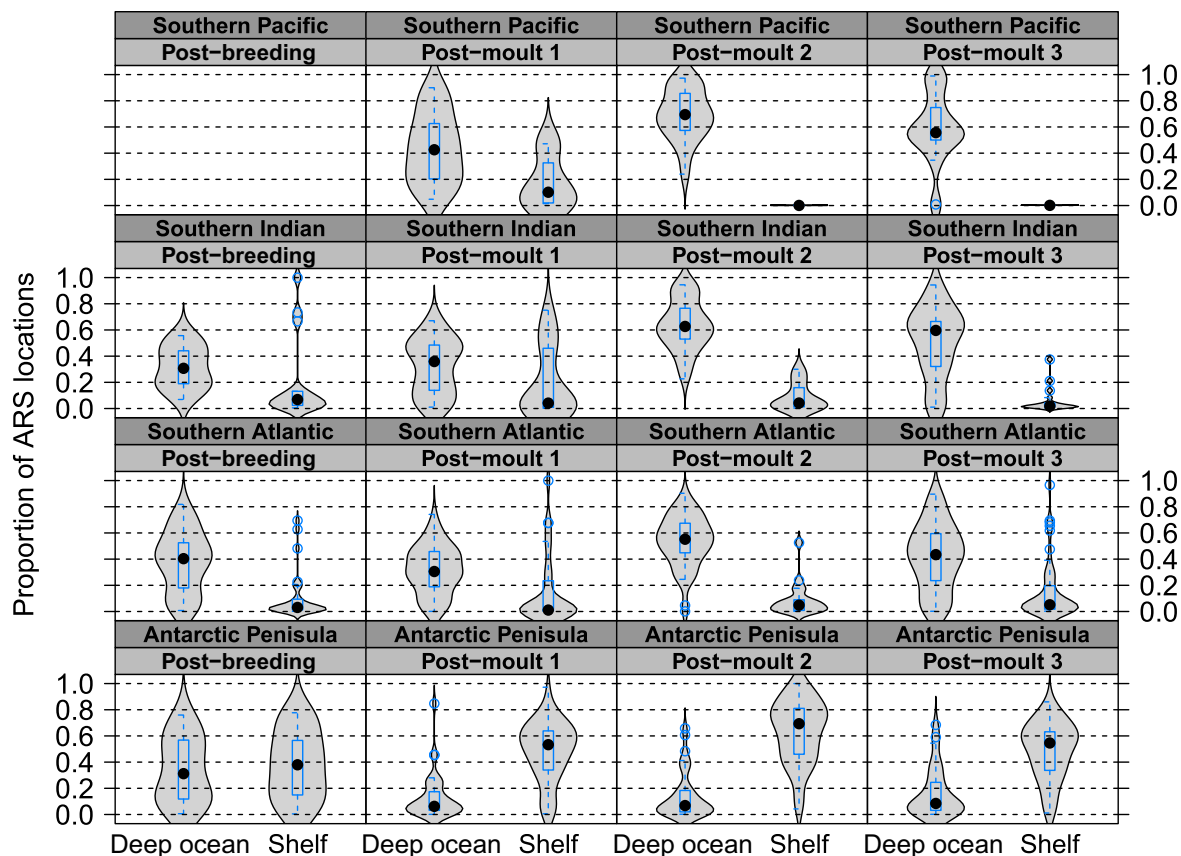 Southern Pacific Southern Pacific Southern Pacific Southern Pacific
Post−breeding Post−moult 1 Post−moult 2 Post−moult 3
1.0
0.8
0.6
0.4
0.2
0.0
Southern Indian Southern Indian Southern Indian Southern Indian
Post−breeding Post−moult 1 Post−moult 2 Post−moult 3
1.0
0.8
0.6
0.4
0.2
0.0
Southern Atlantic Southern Atlantic Southern Atlantic Southern Atlantic
Post−breeding Post−moult 1 Post−moult 2 Post−moult 3
1.0
0.8
0.6
0.4
0.2
0.0
Antarctic Penisula Antarctic Penisula Antarctic Penisula Antarctic Penisula
Post−breeding Post−moult 1 Post−moult 2 Post−moult 3
1.0
0.8
0.6
0.4
0.2
0.0
Deep ocean Shelf Deep ocean Shelf Deep ocean Shelf Deep ocean Shelf
Proportion of ARS locations